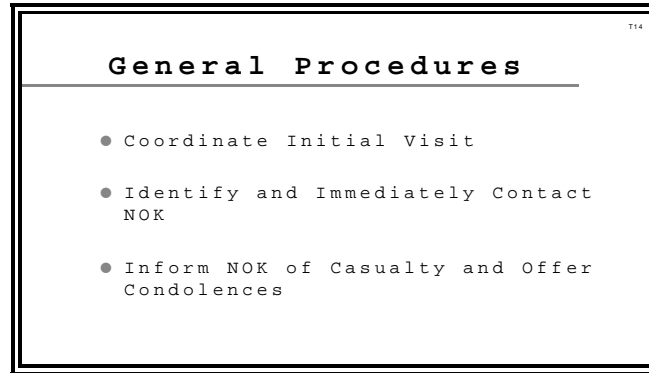 T14
General Procedures
● Coordinate Initial Visit
● Identify and Immediately Contact
NOK
● Inform NOK of Casualty and Offer
Condolences